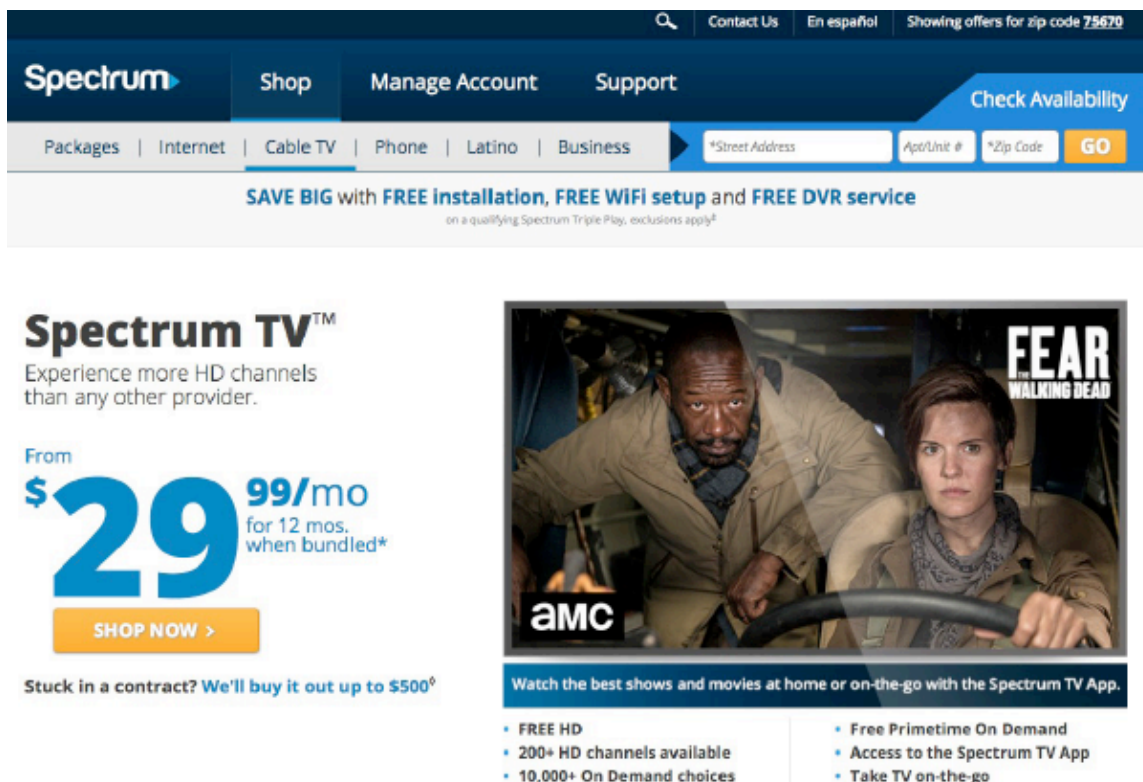 Contact Us
En español
Showing offers for zip code 75670
Spectrum
Shop
Manage Account
Support
Check Availability
Packages | Internet | Cable TV | Phone | Latino | Business
*Street Address
Apt/Unit #
*Zip Code
GO
SAVE BIG with FREE installation, FREE WiFi setup and FREE DVR service
on a qualifying Spectrum Triple Play, exclusions apply‡
Spectrum TV™
Experience more HD channels
than any other provider.
From
$29 99/mo
for 12 mos.
when bundled*
SHOP NOW >
Stuck in a contract? We'll buy it out up to $500◊
FEAR
THE
WALKING DEAD
aMC
Watch the best shows and movies at home or on-the-go with the Spectrum TV App.
• FREE HD
• 200+ HD channels available
• 10,000+ On Demand choices
• Free Primetime On Demand
• Access to the Spectrum TV App
• Take TV on-the-go